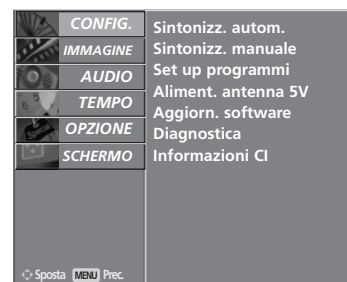 CONFIG.
IMMAGINE
AUDIO
TEMPO
OPZIONE
SCHERMO
Sintonizz. autom.
Sintonizz. manuale
Set up programmi
Aliment. antenna 5V
Aggiorn. software
Diagnostica
Informazioni CI
Sposta MENU Prec.